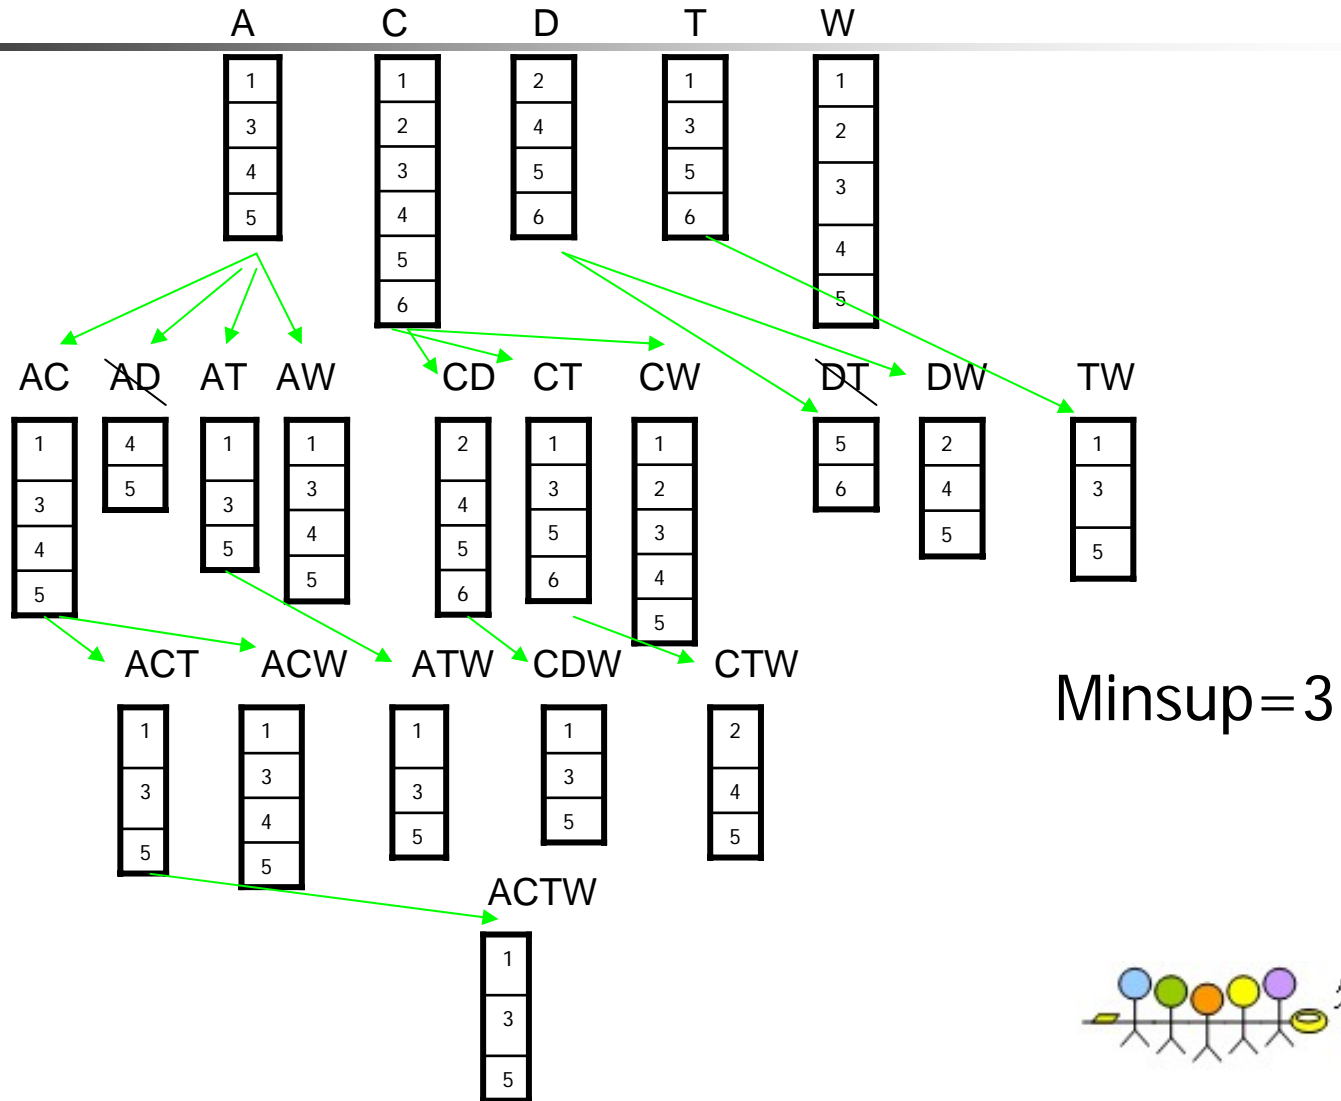 A C D T W
1 1 2 1 1
3 2 4 3 2
4 3 5 5 3
5 4 6 6 4
5 5
6
AC AD AT AW CD CT CW DT DW TW
1 4 1 1 2 1 1 5 2 1
3 5 3 3 4 3 2 6 4 3
4 5 4 5 5 3 5 5
5 5 6 6 4
5
ACT ACW ATW CDW CTW
Minsup=3
1 1 1 1 2
3 3 3 3 4
5 4 5 5 5
5
ACTW
1
3
5